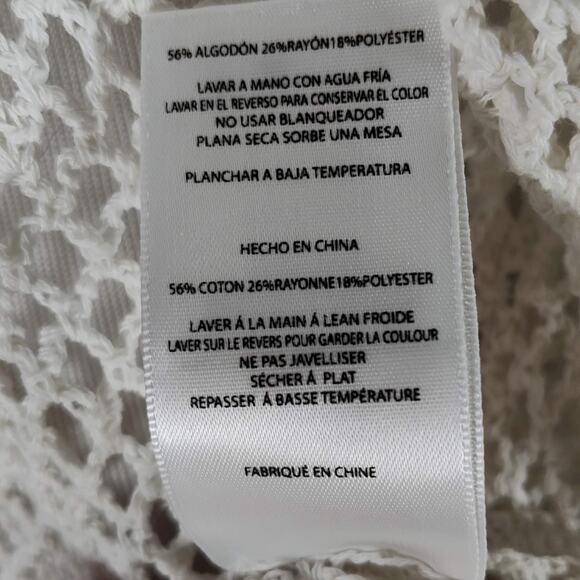 56% ALGODÓN 26%RAYÓN18%POLYÉSTER
LAVAR A MANO CON AGUA FRÍA
LAVAR EN EL REVERSO PARA CONSERVAR EL COLOR
NO USAR BLANQUEADOR
PLANA SECA SORBE UNA MESA
PLANCHAR A BAJA TEMPERATURA
HECHO EN CHINA
56% COTON 26%RAYONNE18%POLYESTER
LAVER Á LA MAIN Á LEAN FROIDE
LAVER SUR LE REVERS POUR GARDER LA COULOUR
NE PAS JAVELLISER
SÉCHER Á PLAT
REPASSER Á BASSE TEMPÉRATURE
FABRIQUÉ EN CHINE